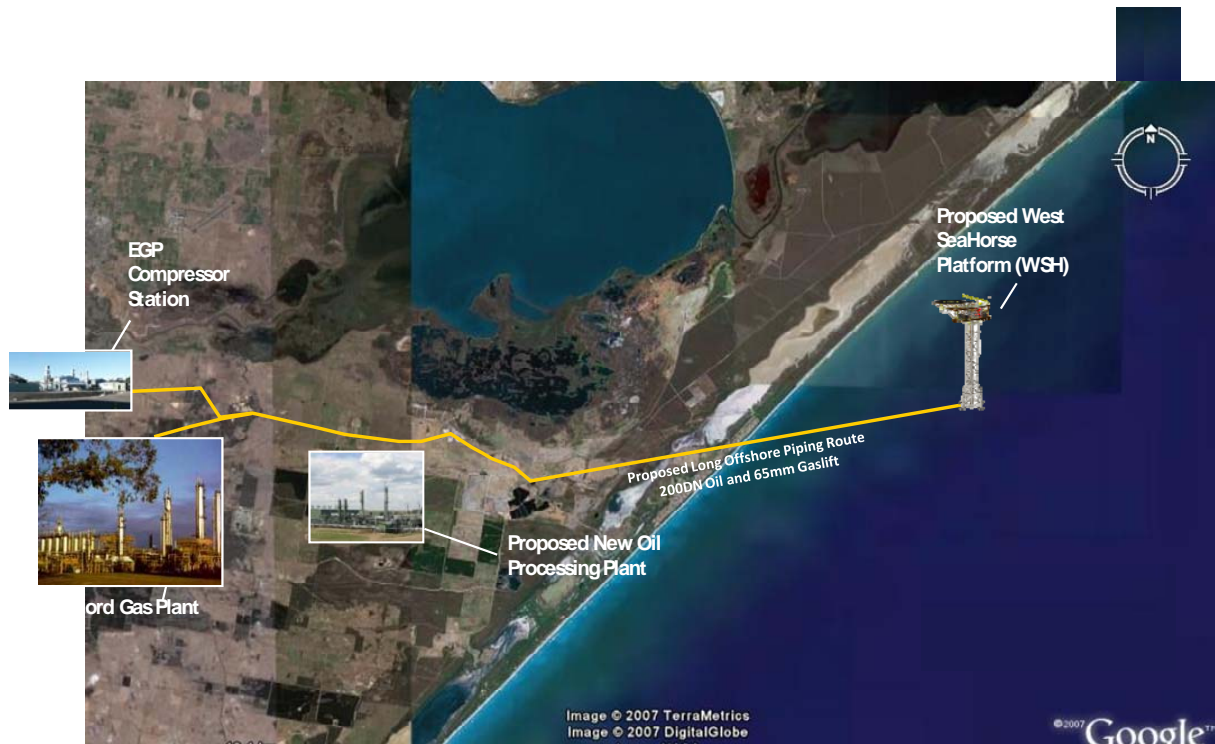 N
Proposed West
SeaHorse
Platform (WSH)
EGP
Compressor
Station
Proposed Long Offshore Piping Route
200DN Oil and 65mm Gaslift
Proposed New Oil
Processing Plant
ord Gas Plant
Image © 2007 TerraMetrics
Image © 2007 DigitalGlobe
©2007 Google™